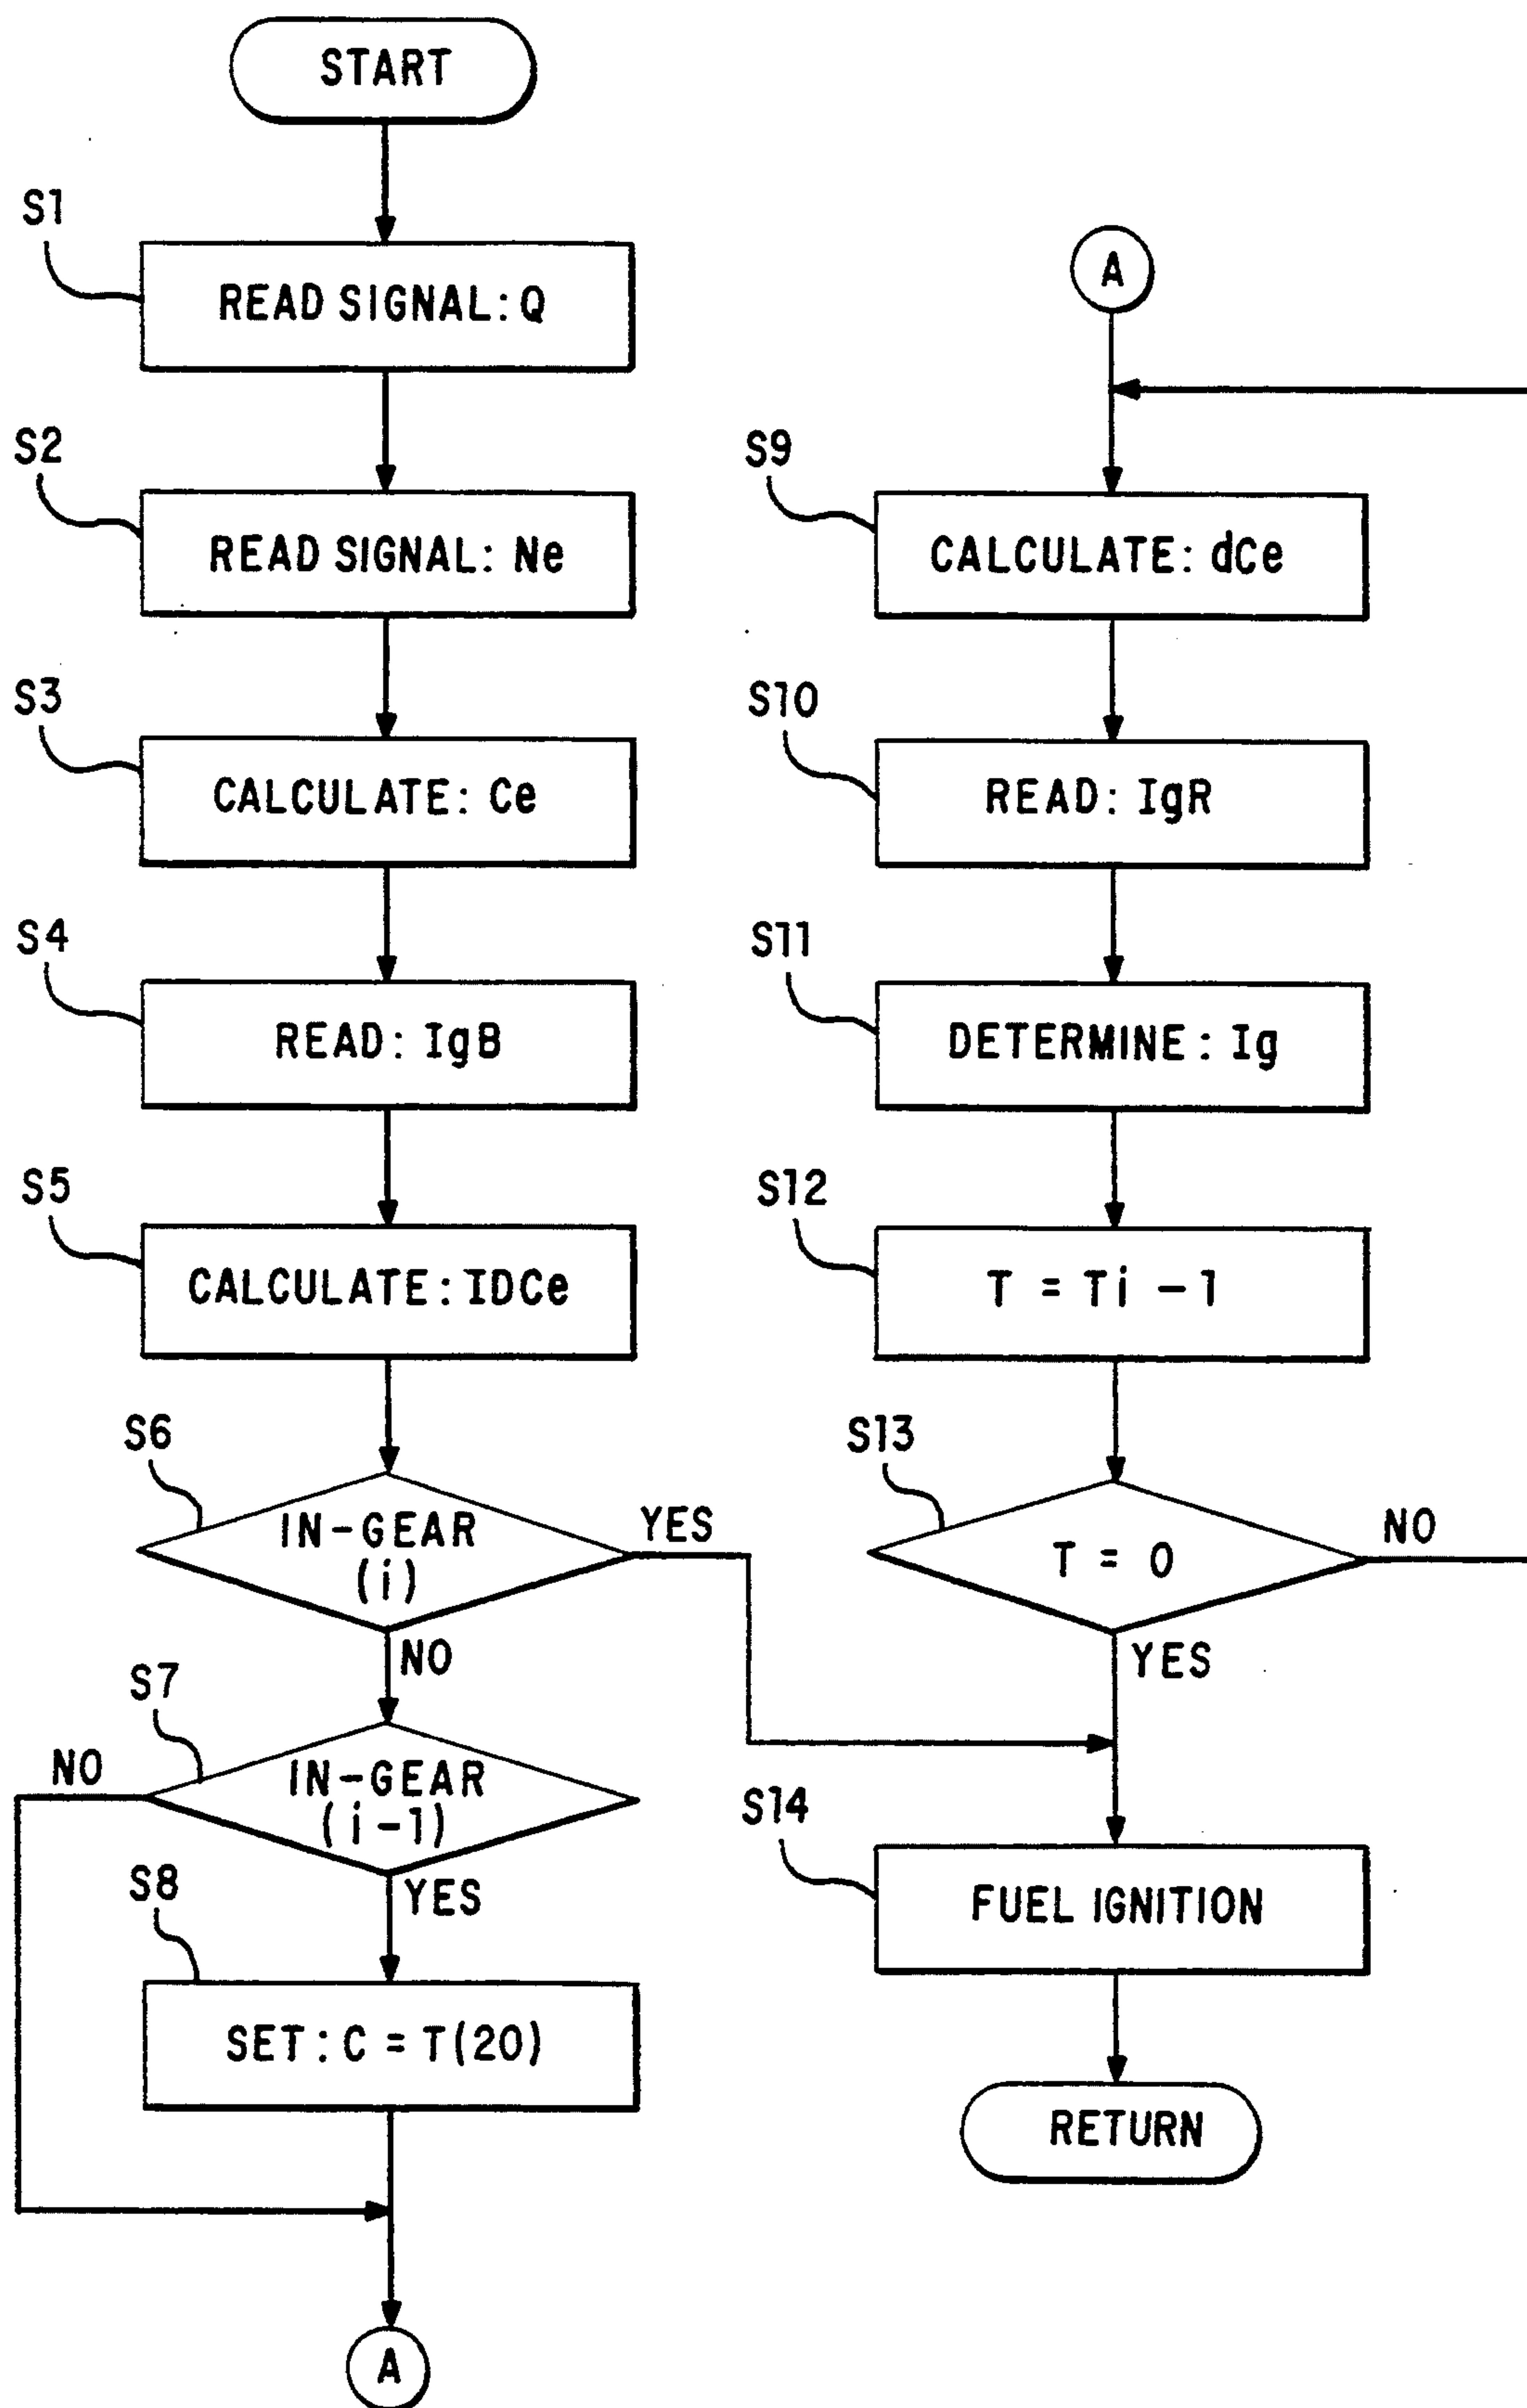 START
S1
READ SIGNAL: Q
S2
READ SIGNAL: Ne
S3
CALCULATE: Ce
S4
READ: IgB
S5
CALCULATE: IDCe
S6
IN-GEAR
(i)
YES
NO
S7
IN-GEAR
(i-1)
NO
YES
S8
SET: C = T(20)
A
A
S9
CALCULATE: dCe
S10
READ: IgR
S11
DETERMINE: Ig
S12
T = Ti - 1
S13
T = 0
NO
YES
S14
FUEL IGNITION
RETURN